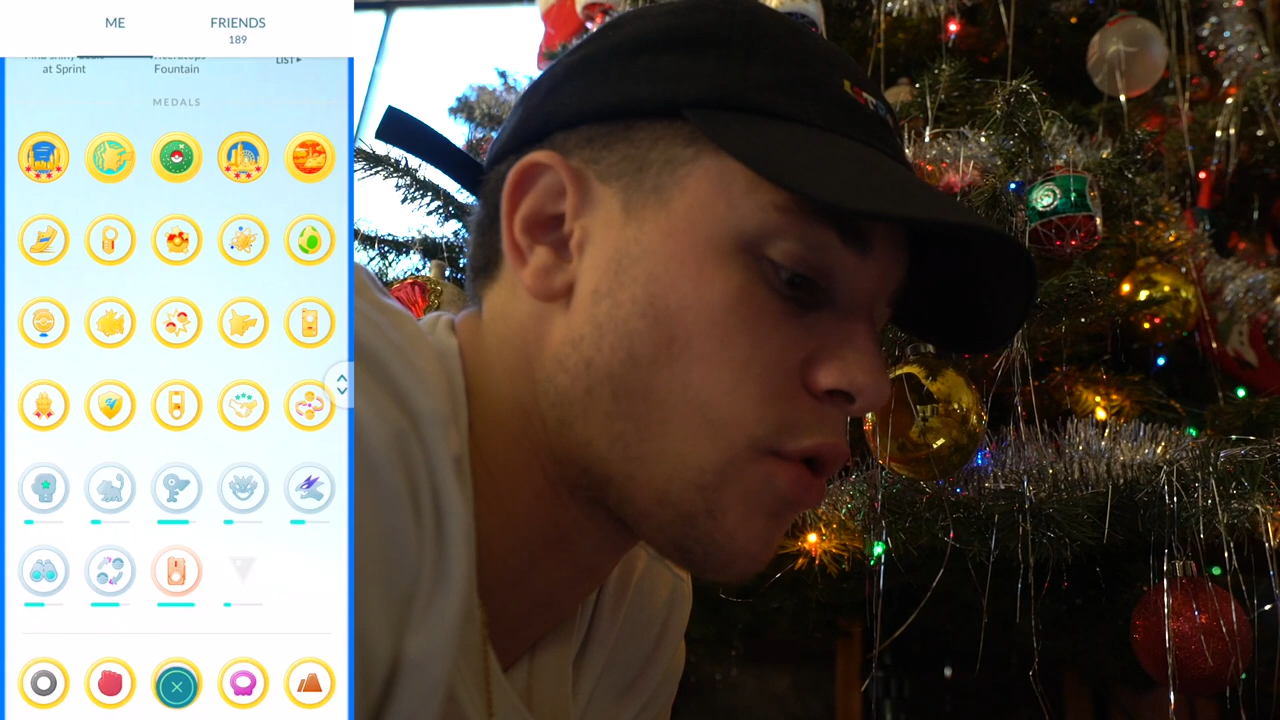 ME
FRIENDS
189
at Sprint
Fountain
LIST ▸
MEDALS